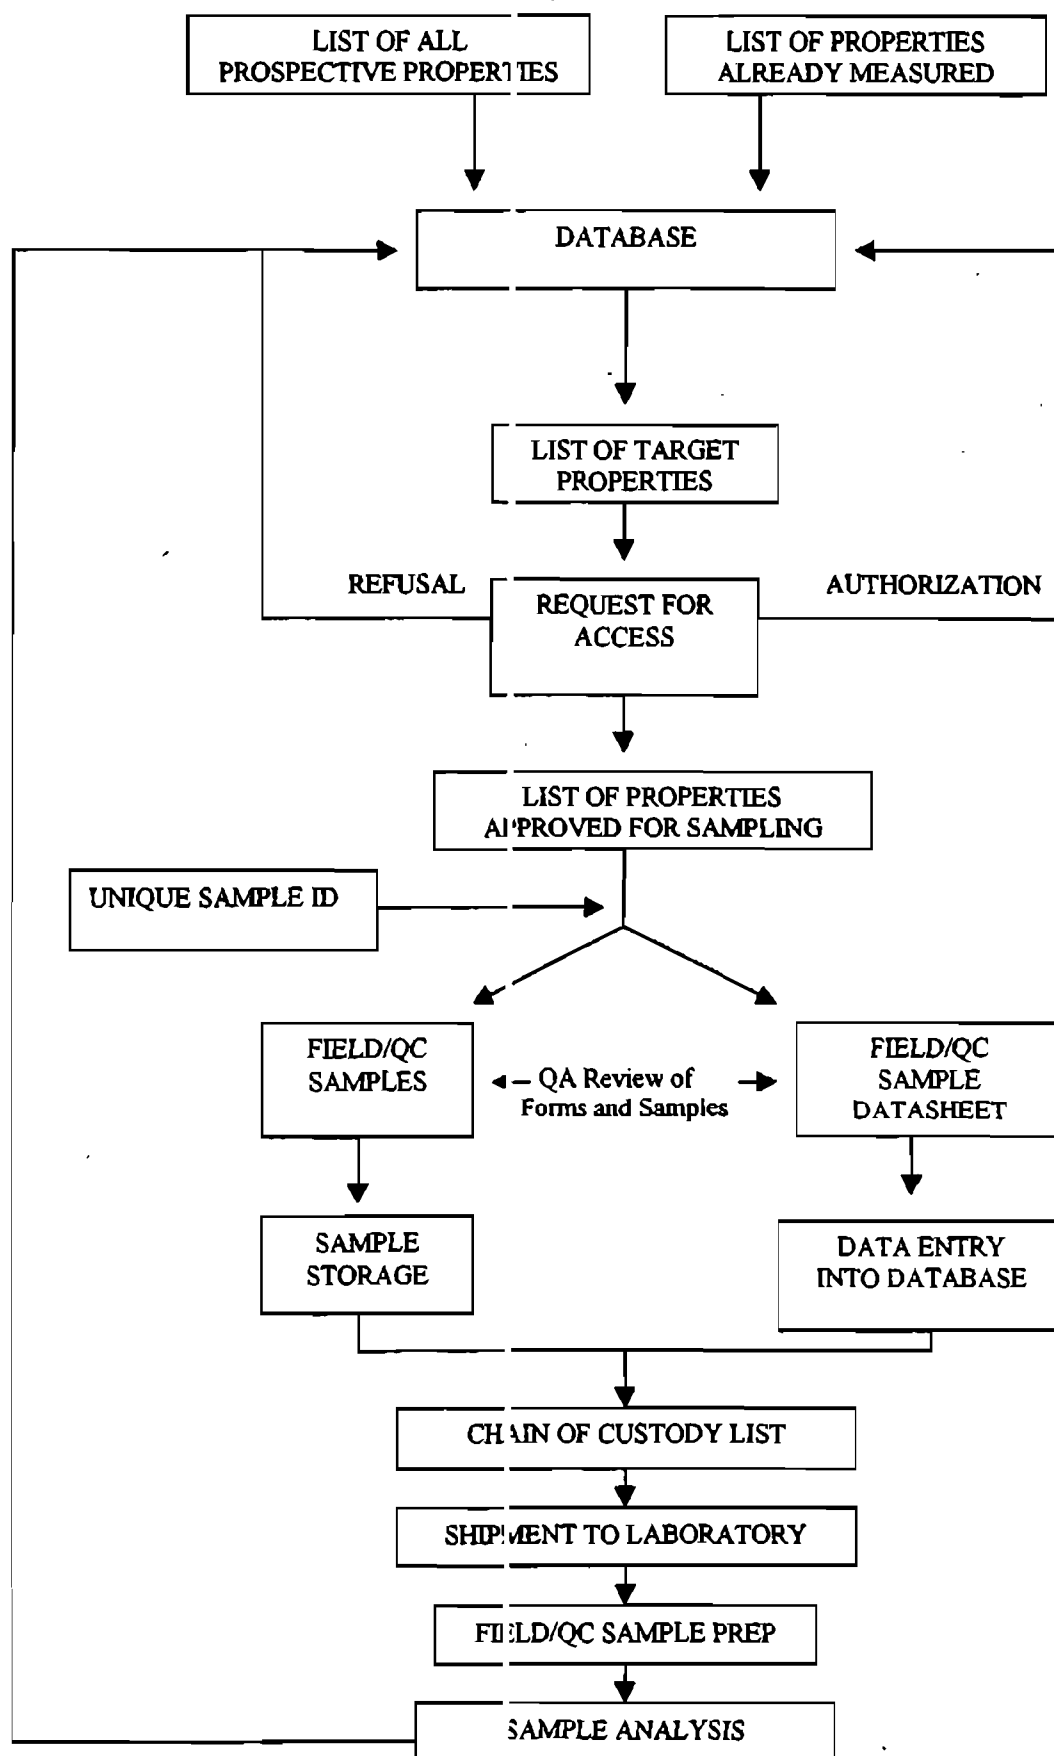 LIST OF ALL
PROSPECTIVE PROPERTIES
LIST OF PROPERTIES
ALREADY MEASURED
DATABASE
LIST OF TARGET
PROPERTIES
REFUSAL
REQUEST FOR
ACCESS
AUTHORIZATION
LIST OF PROPERTIES
APPROVED FOR SAMPLING
UNIQUE SAMPLE ID
FIELD/QC
SAMPLES
QA Review of
Forms and Samples
FIELD/QC
SAMPLE
DATASHEET
SAMPLE
STORAGE
DATA ENTRY
INTO DATABASE
CHAIN OF CUSTODY LIST
SHIPMENT TO LABORATORY
FIELD/QC SAMPLE PREP
SAMPLE ANALYSIS